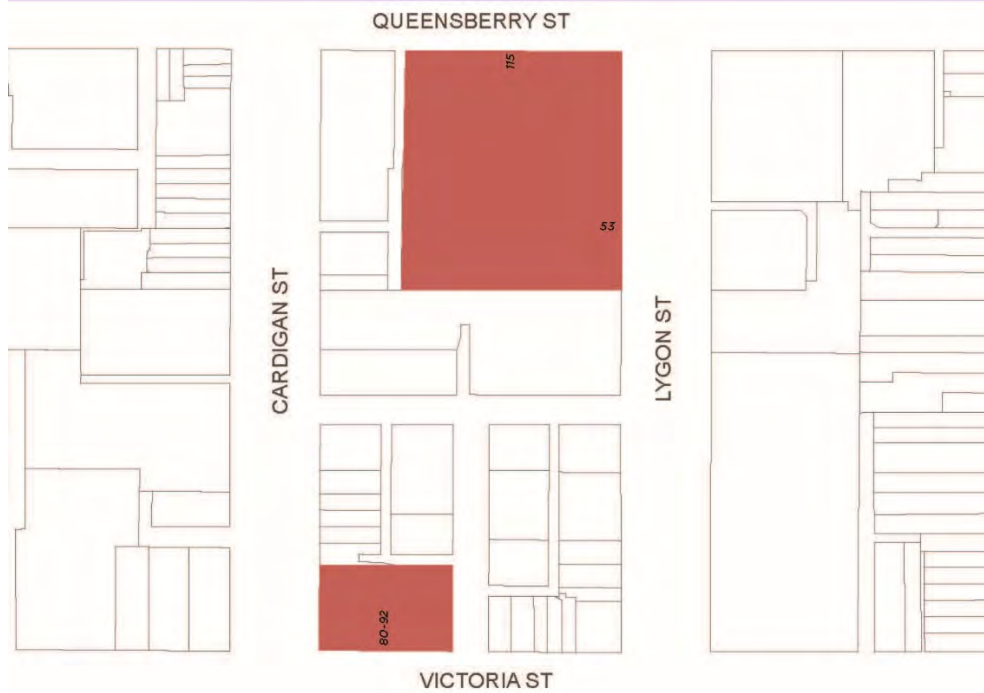 QUEENSBERRY ST
115
53
CARDIGAN ST
LYGON ST
80-92
VICTORIA ST